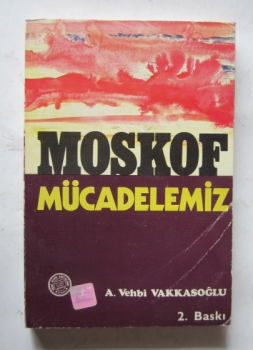 MOSKOF
MÜCADELEMİZ
A. Vehbi VAKKASOĞLU
2. Baskı